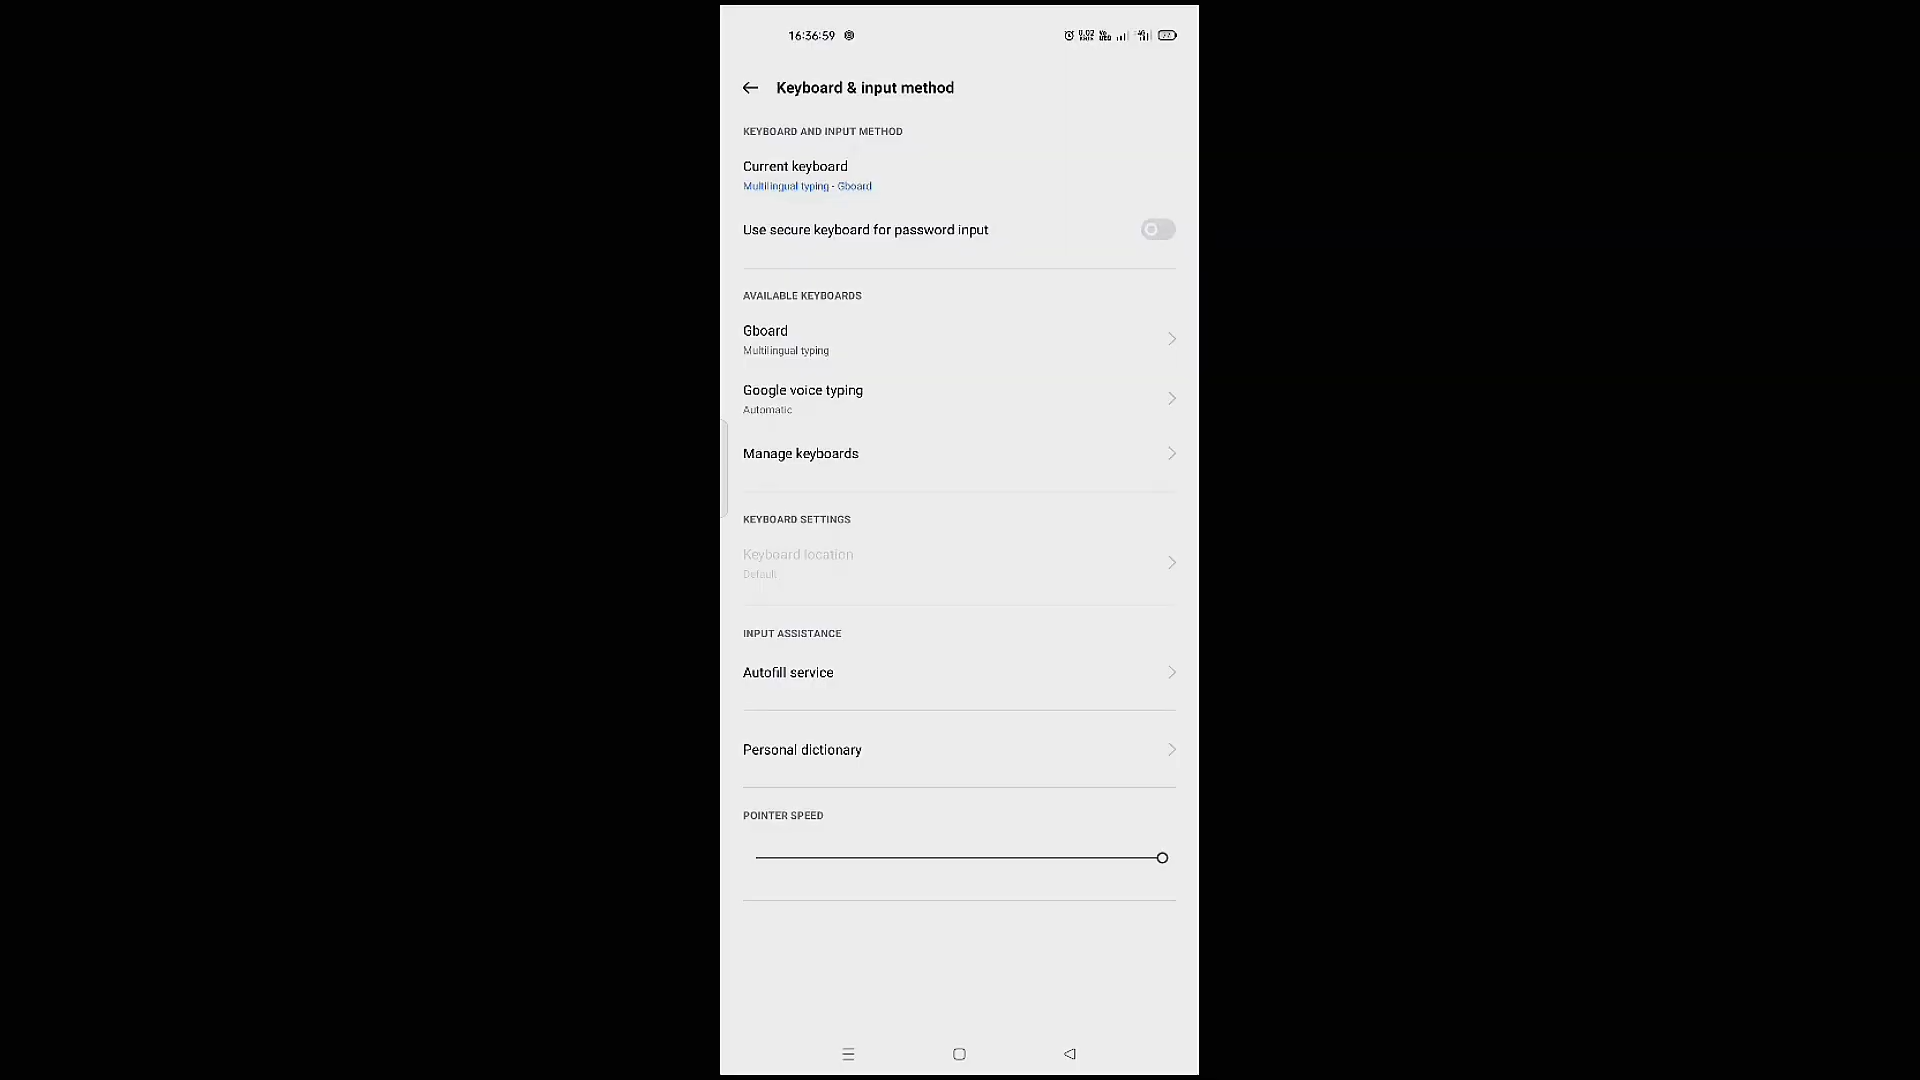 16:36:59
77
Keyboard & input method
KEYBOARD AND INPUT METHOD
Current keyboard
Multilingual typing - Gboard
Use secure keyboard for password input
AVAILABLE KEYBOARDS
Gboard
Multilingual typing
Google voice typing
Automatic
Manage keyboards
KEYBOARD SETTINGS
Keyboard location
Default
INPUT ASSISTANCE
Autofill service
Personal dictionary
POINTER SPEED